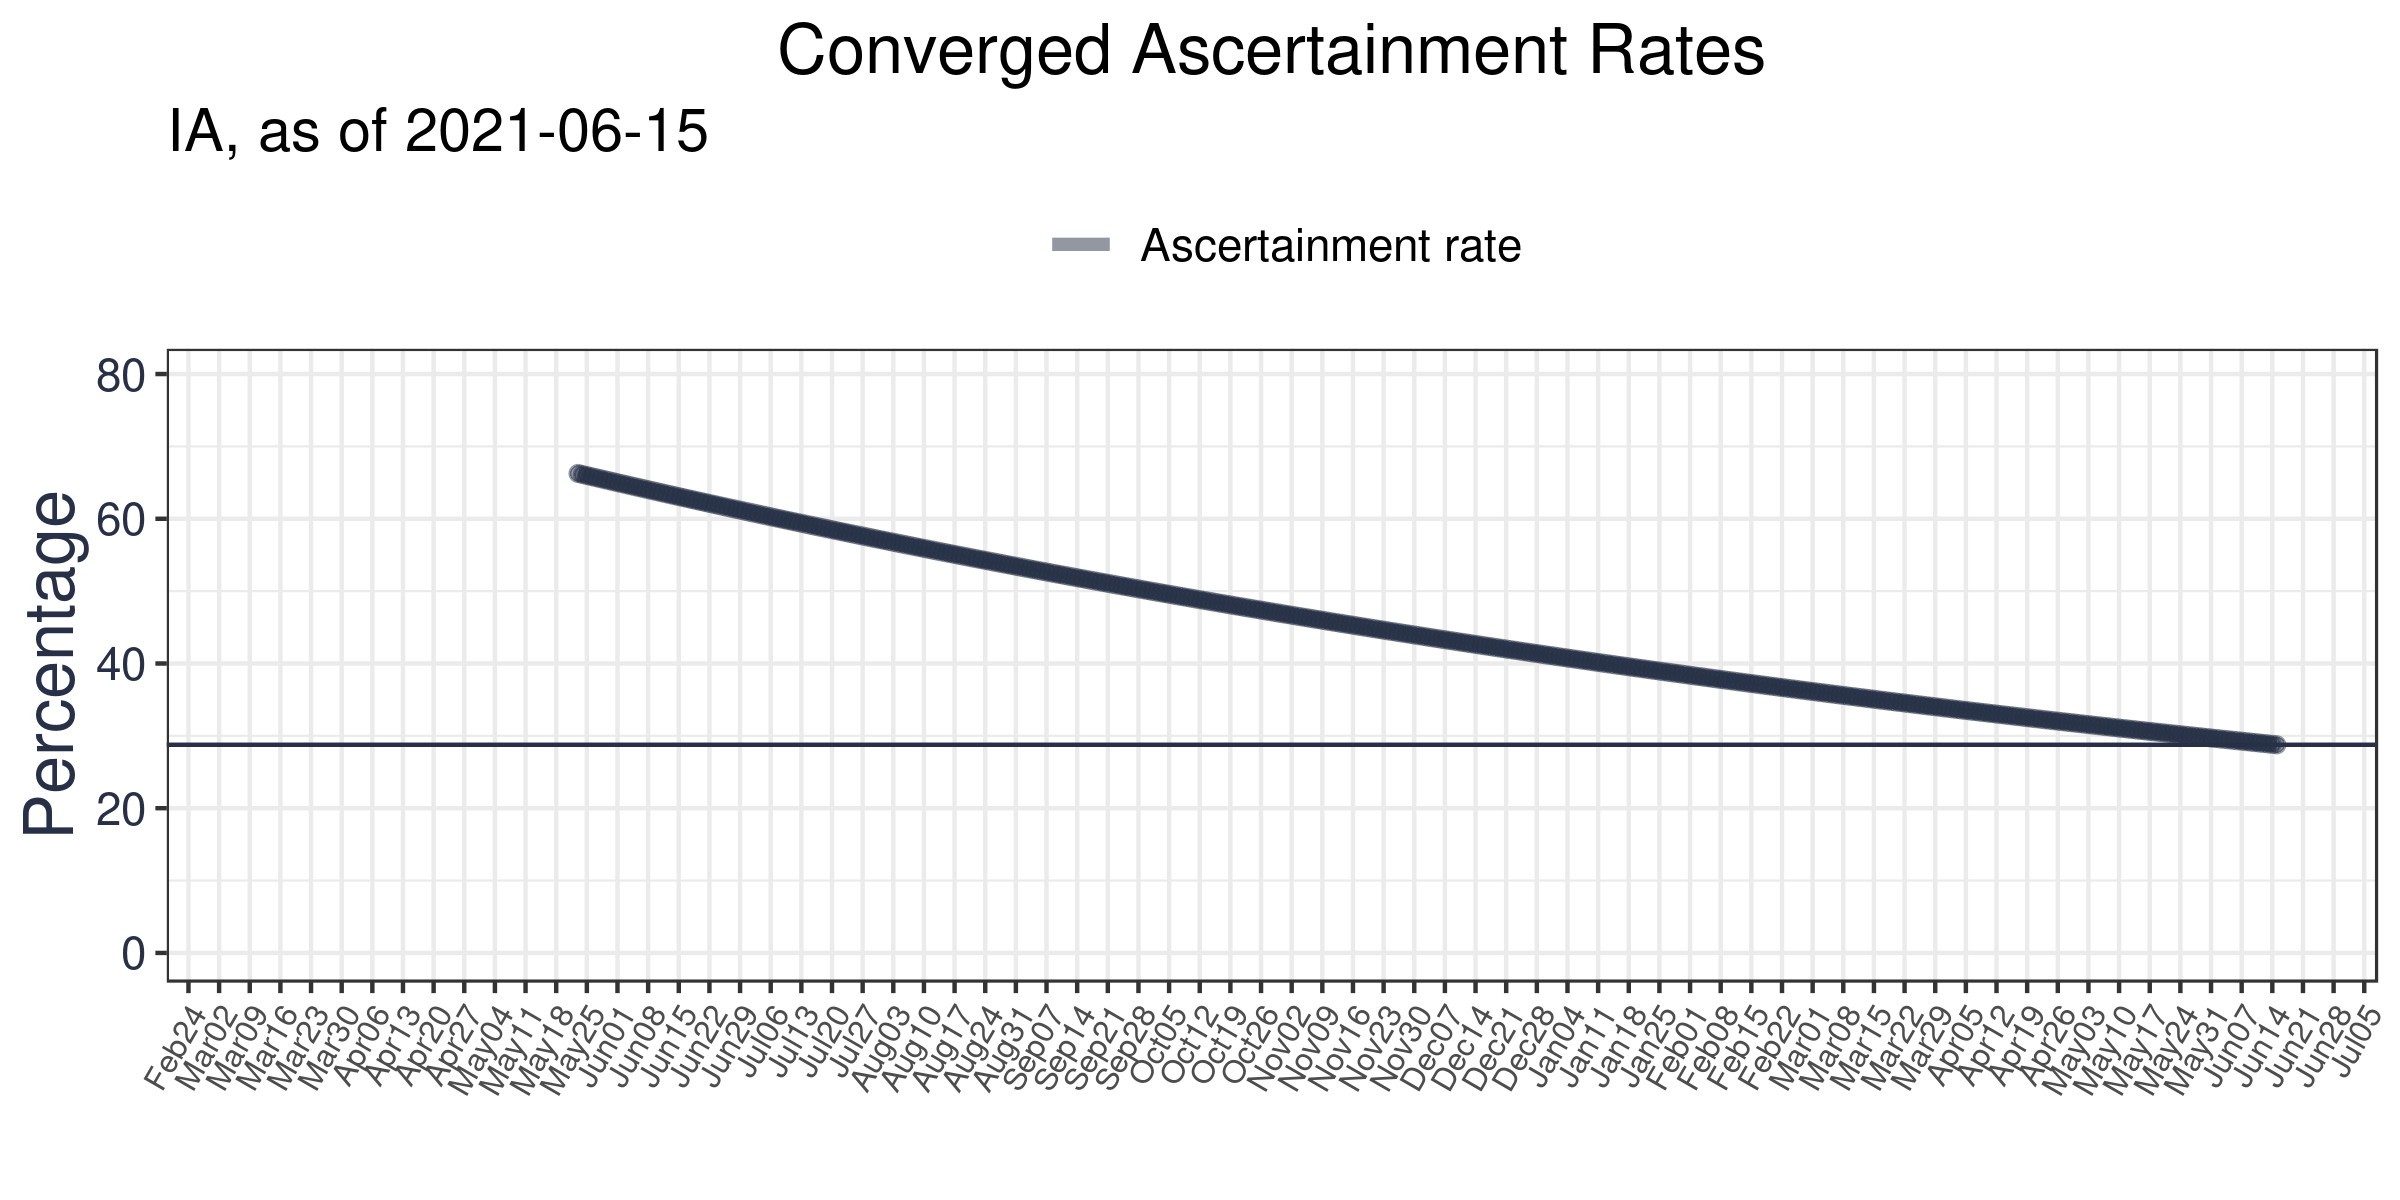 Converged Ascertainment Rates
IA, as of 2021-06-15
Ascertainment rate
Percentage
80
60
40
20
0
Feb24
Mar02
Mar09
Mar16
Mar23
Mar30
Apr06
Apr13
Apr20
Apr27
May04
May11
May18
May25
Jun01
Jun08
Jun15
Jun22
Jun29
Jul06
Jul13
Jul20
Jul27
Aug03
Aug10
Aug17
Aug24
Aug31
Sep07
Sep14
Sep21
Sep28
Oct05
Oct12
Oct19
Oct26
Nov02
Nov09
Nov16
Nov23
Nov30
Dec07
Dec14
Dec21
Dec28
Jan04
Jan11
Jan18
Jan25
Feb01
Feb08
Feb15
Feb22
Mar01
Mar08
Mar15
Mar22
Mar29
Apr05
Apr12
Apr19
Apr26
May03
May10
May17
May24
May31
Jun07
Jun14
Jun21
Jun28
Jul05